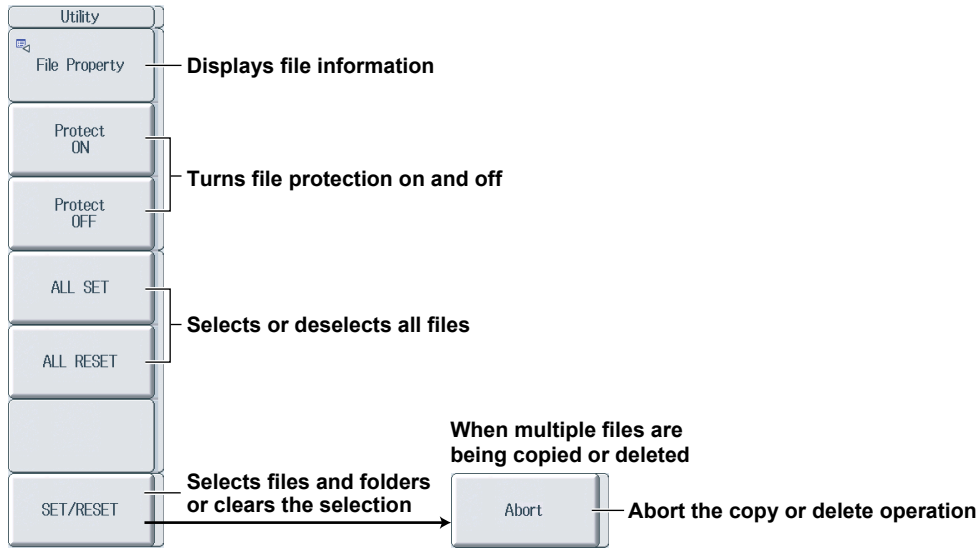 Utility
File Property
Displays file information
Protect
ON
Turns file protection on and off
Protect
OFF
ALL SET
Selects or deselects all files
ALL RESET
When multiple files are
being copied or deleted
SET/RESET
Selects files and folders
or clears the selection
Abort
Abort the copy or delete operation